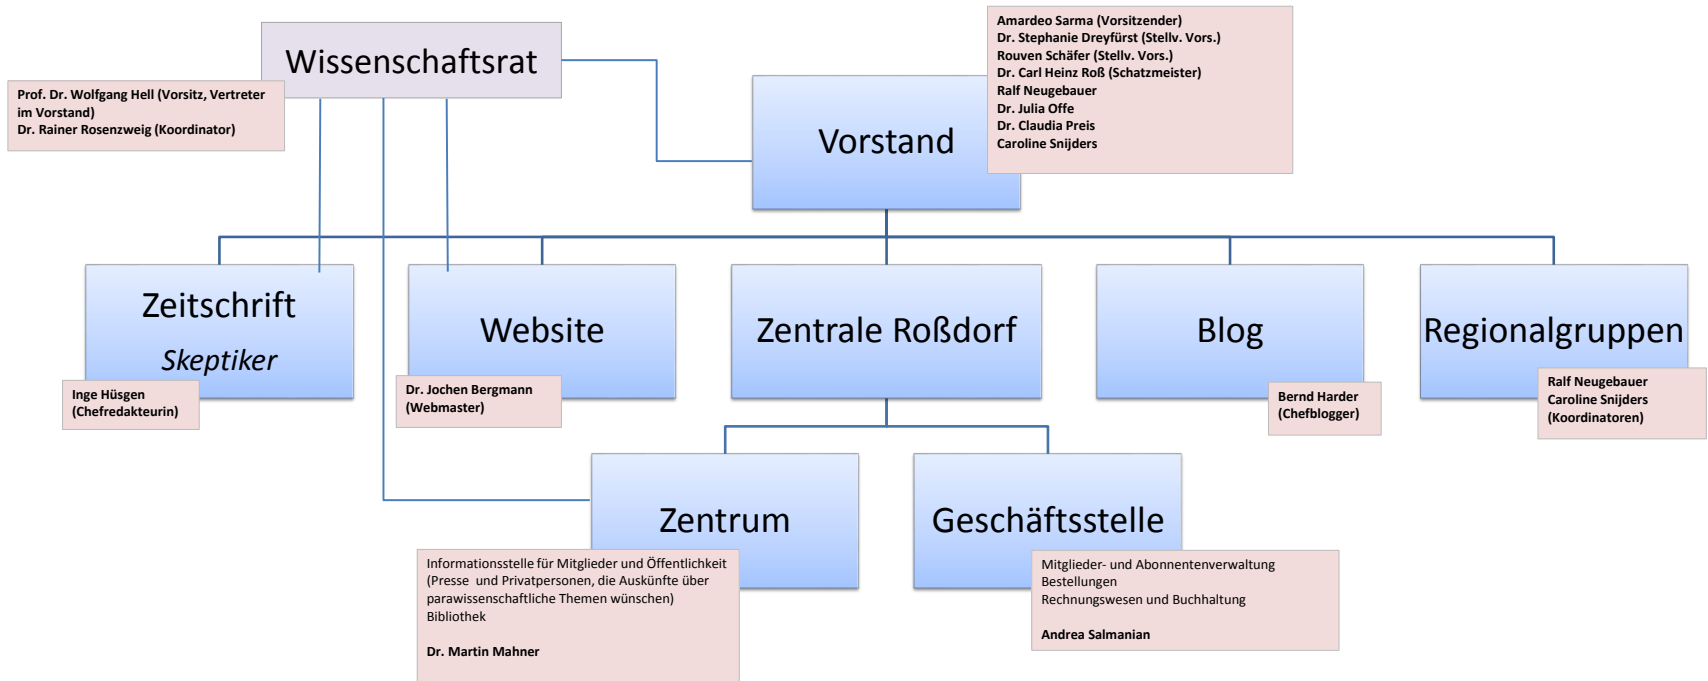 Wissenschaftsrat
Prof. Dr. Wolfgang Hell (Vorsitz, Vertreter
im Vorstand)
Dr. Rainer Rosenzweig (Koordinator)
Vorstand
Amardeo Sarma (Vorsitzender)
Dr. Stephanie Dreyfürst (Stellv. Vors.)
Rouven Schäfer (Stellv. Vors.)
Dr. Carl Heinz Roß (Schatzmeister)
Ralf Neugebauer
Dr. Julia Offe
Dr. Claudia Preis
Caroline Snijders
Zeitschrift
Skeptiker
Inge Hüsgen
(Chefredakteurin)
Website
Dr. Jochen Bergmann
(Webmaster)
Zentrale Roßdorf
Blog
Bernd Harder
(Chefblogger)
Regionalgruppen
Ralf Neugebauer
Caroline Snijders
(Koordinatoren)
Zentrum
Informationsstelle für Mitglieder und Öffentlichkeit
(Presse und Privatpersonen, die Auskünfte über
parawissenschaftliche Themen wünschen)
Bibliothek
Dr. Martin Mahner
Geschäftsstelle
Mitglieder- und Abonnentenverwaltung
Bestellungen
Rechnungswesen und Buchhaltung
Andrea Salmanian